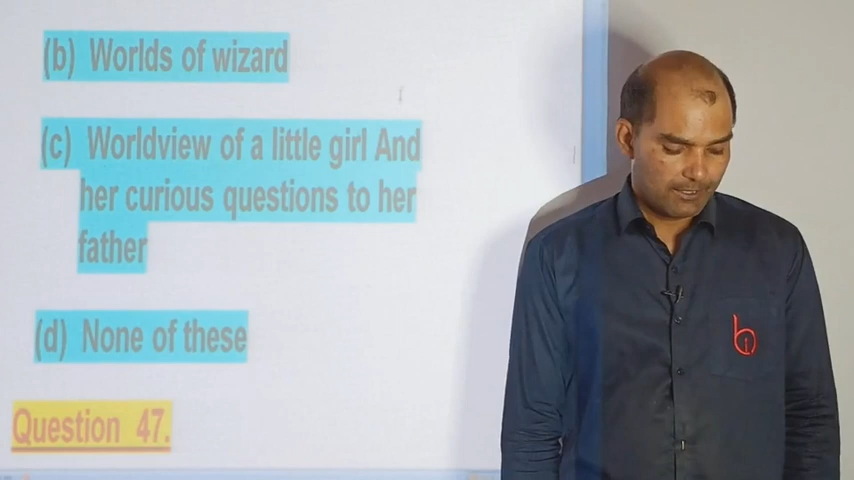 (b) Worlds of wizard
(c) Worldview of a little girl And
her curious questions to her
father
(d) None of these
Question 47.